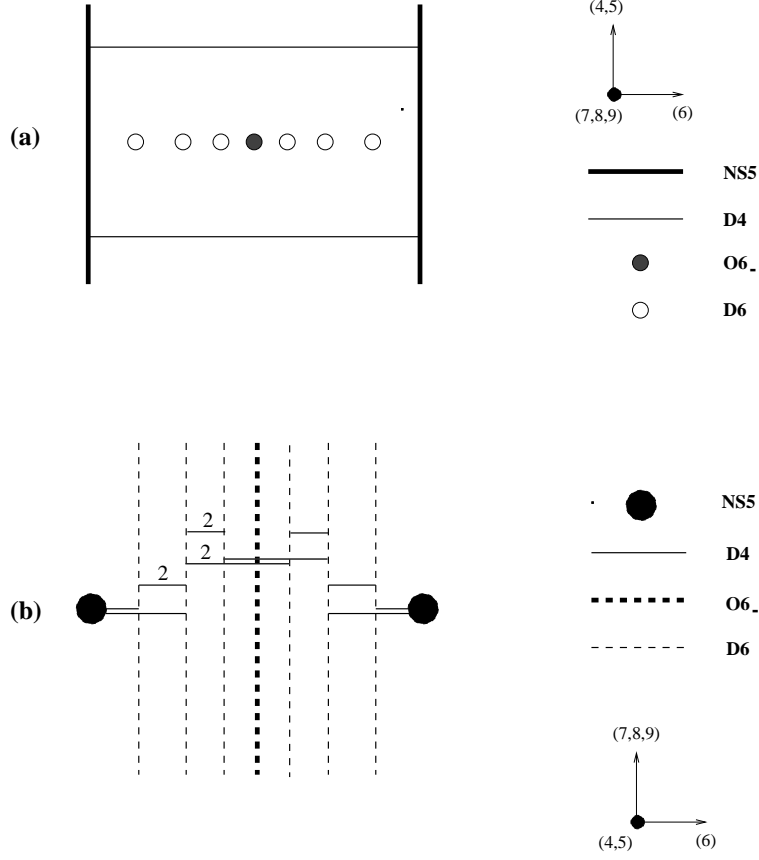 (4,5)
(7,8,9)
(6)
(a)
NS5
D4
O6-
D6
2
2
2
(b)
NS5
D4
O6-
D6
(7,8,9)
(4,5)
(6)